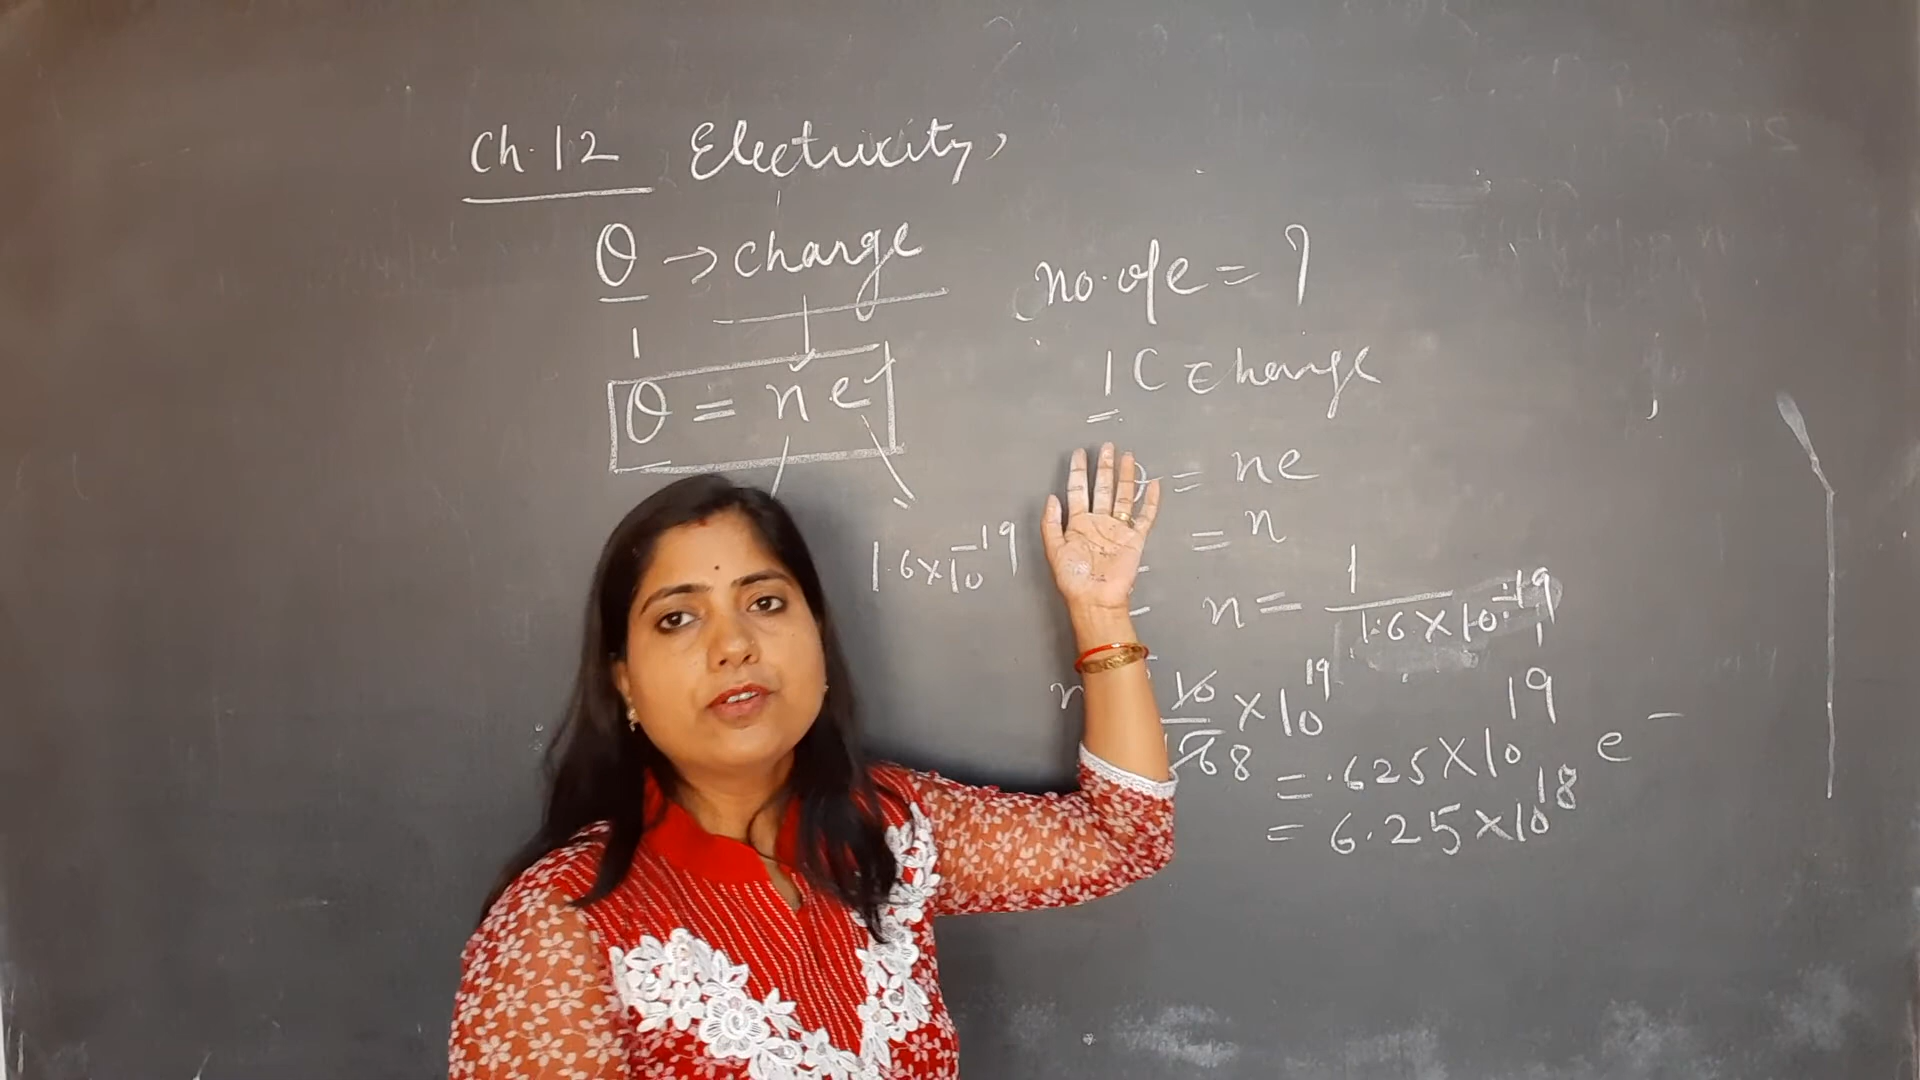 Ch. 12 Electricity,
Q → charge
Q = ne
1.6 × 10⁻¹⁹
no. of e = ?
1 C charge
= ne
= n
n = 1 / 1.6 × 10⁻¹⁹
n 10 × 10¹⁹
= .625 × 10¹⁹ e⁻
= 6.25 × 10¹⁸